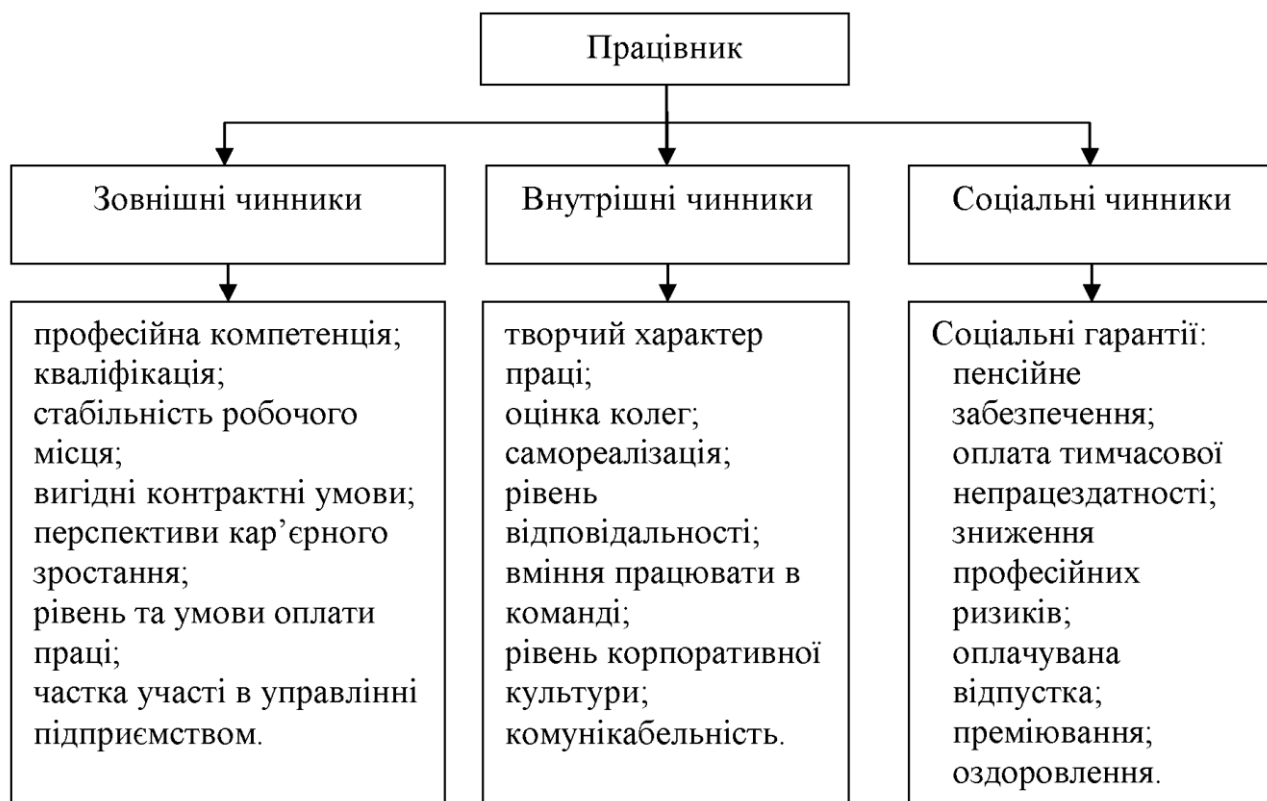 Працівник
Зовнішні чинники
професійна компетенція;
кваліфікація;
стабільність робочого
місця;
вигідні контрактні умови;
перспективи кар’єрного
зростання;
рівень та умови оплати
праці;
частка участі в управлінні
підприємством.
Внутрішні чинники
творчий характер
праці;
оцінка колег;
самореалізація;
рівень
відповідальності;
вміння працювати в
команді;
рівень корпоративної
культури;
комунікабельність.
Соціальні чинники
Соціальні гарантії:
пенсійне
забезпечення;
оплата тимчасової
непрацездатності;
зниження
професійних
ризиків;
оплачувана
відпустка;
преміювання;
оздоровлення.